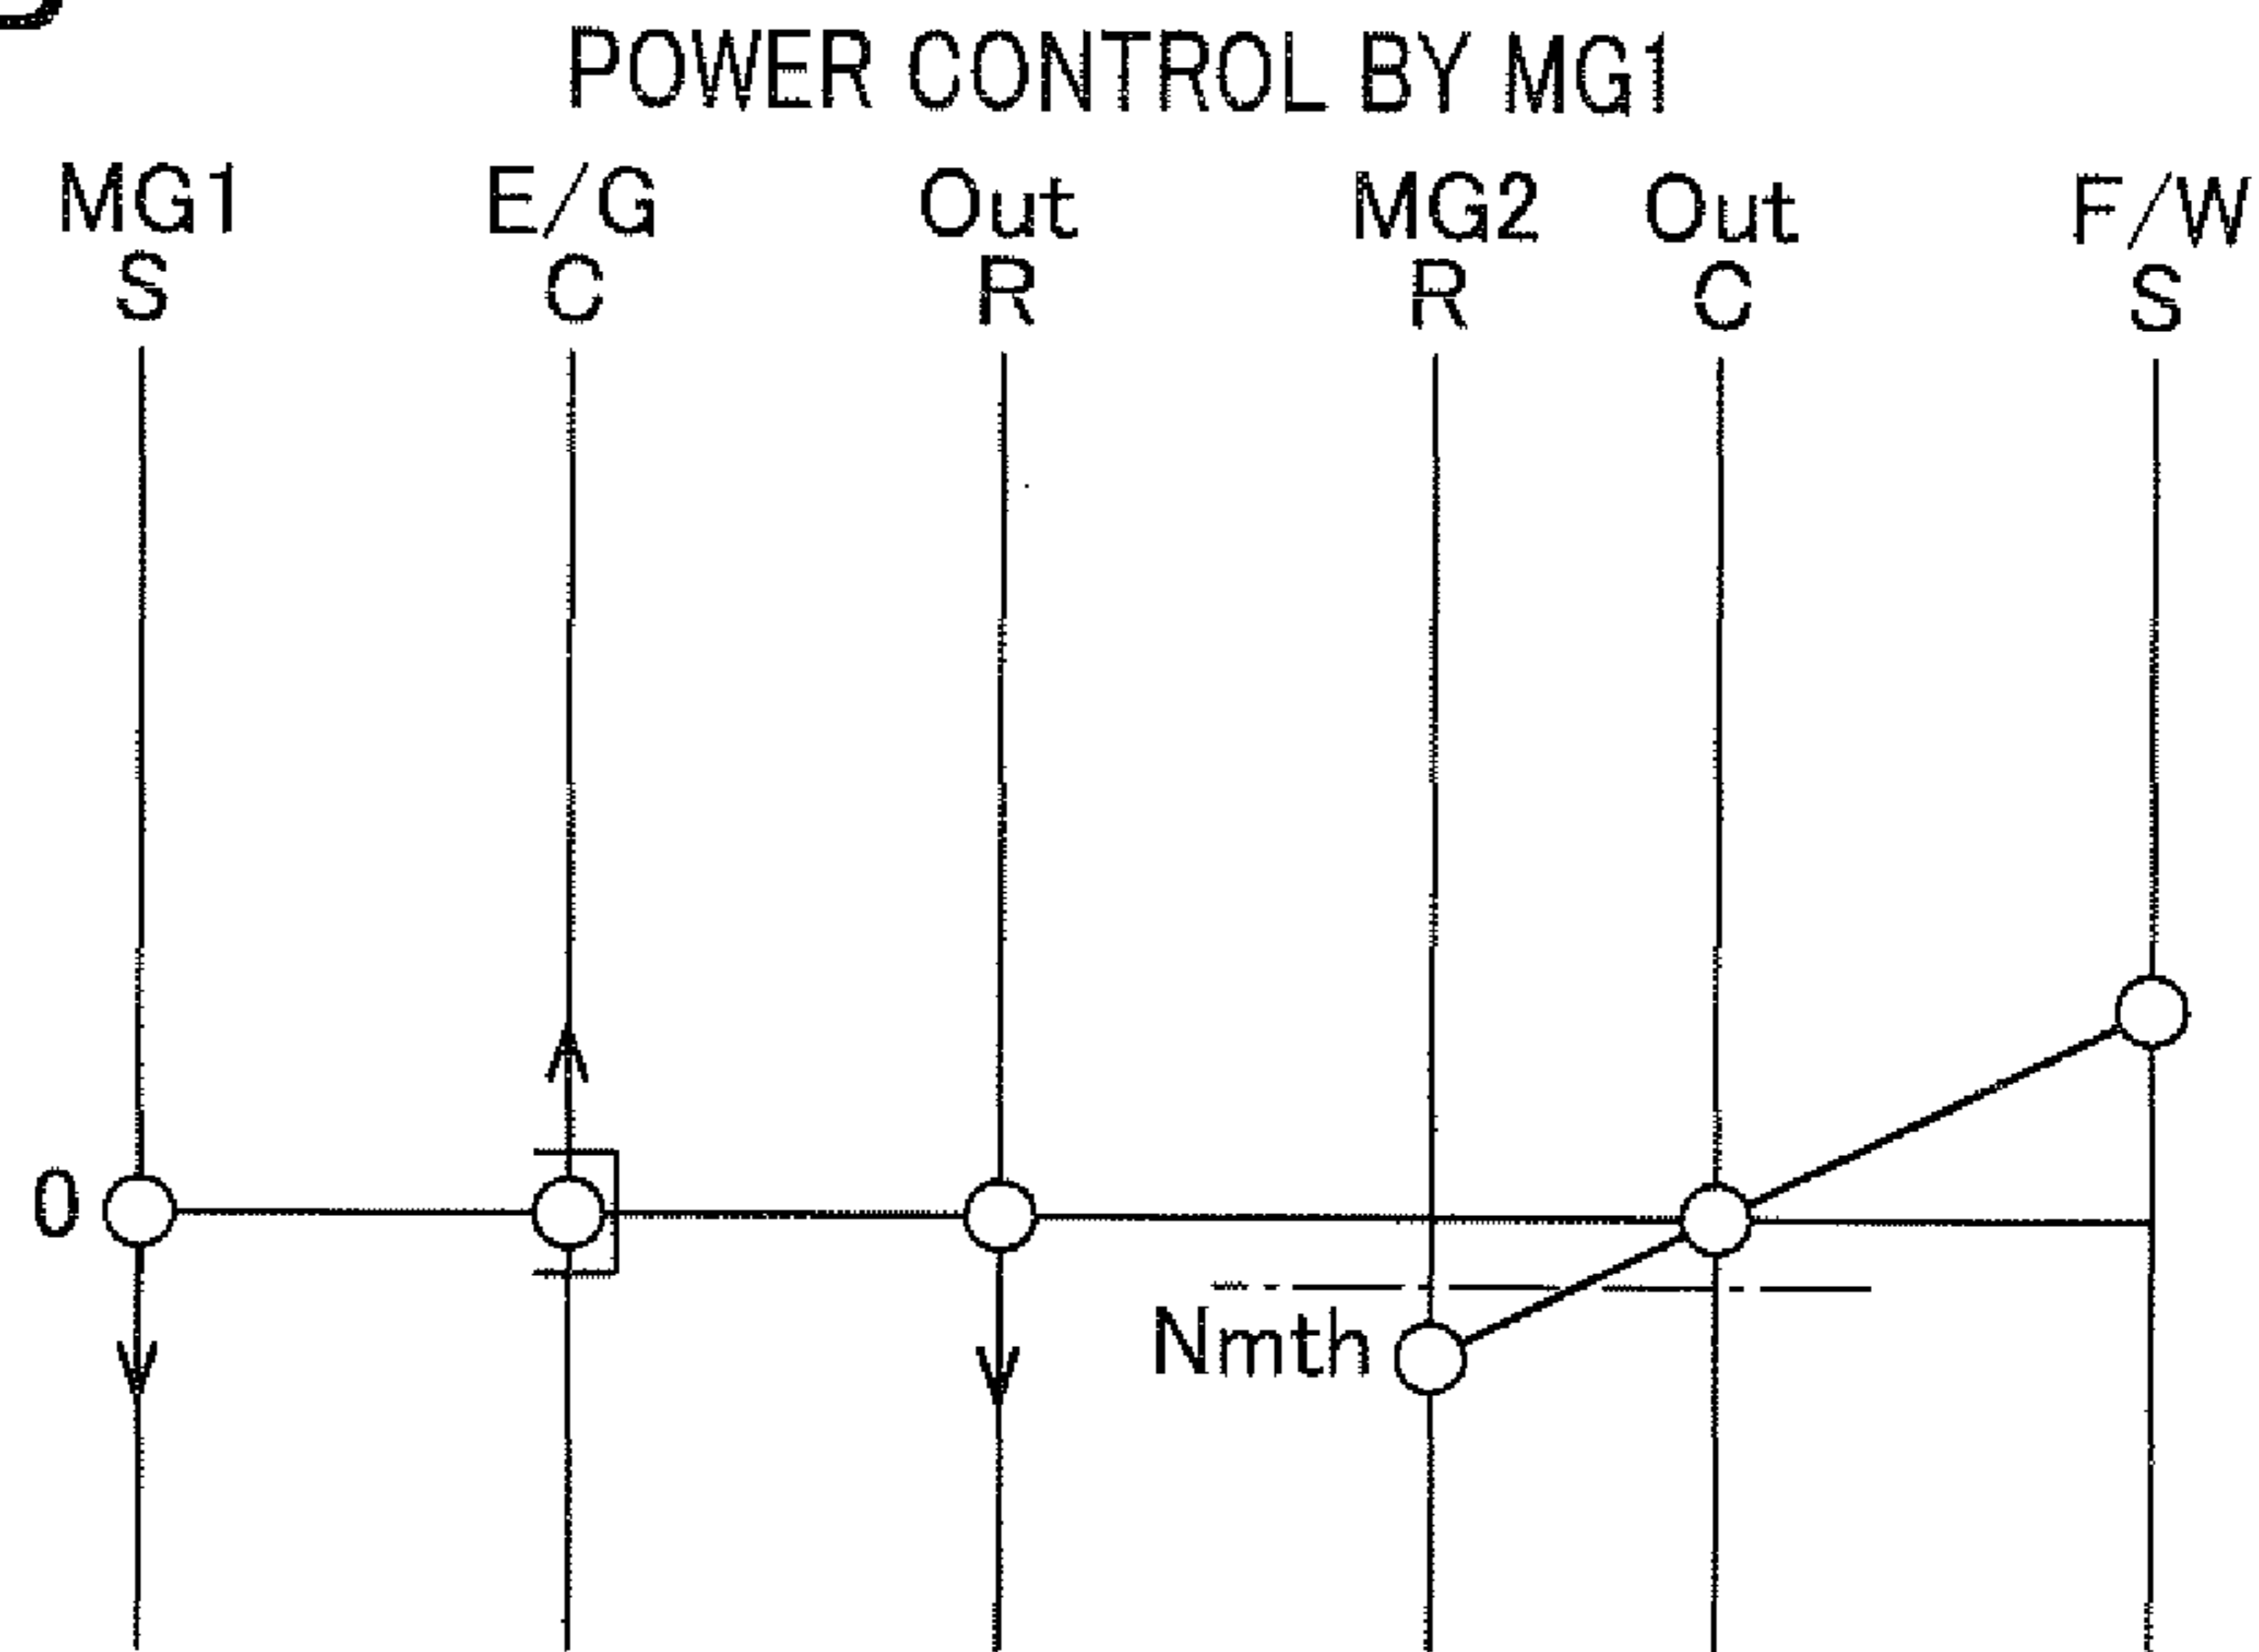 POWER CONTROL BY MG1
MG1 E/G Out MG2 Out F/W
S C R R C S
0
Nmth